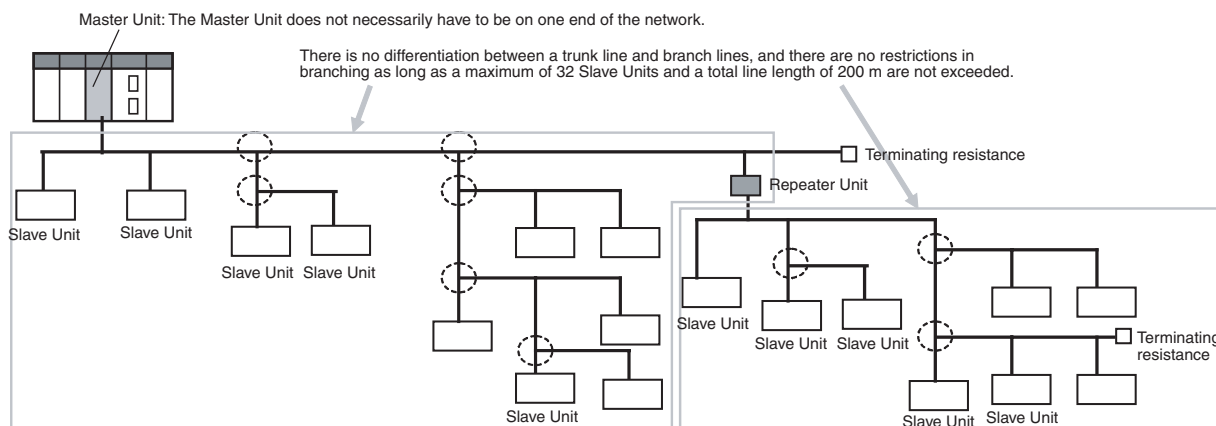 Master Unit: The Master Unit does not necessarily have to be on one end of the network.
There is no differentiation between a trunk line and branch lines, and there are no restrictions in
branching as long as a maximum of 32 Slave Units and a total line length of 200 m are not exceeded.
Terminating resistance
Repeater Unit
Slave Unit
Slave Unit
Slave Unit
Slave Unit
Slave Unit
Slave Unit
Slave Unit
Terminating
resistance
Slave Unit
Slave Unit
Slave Unit